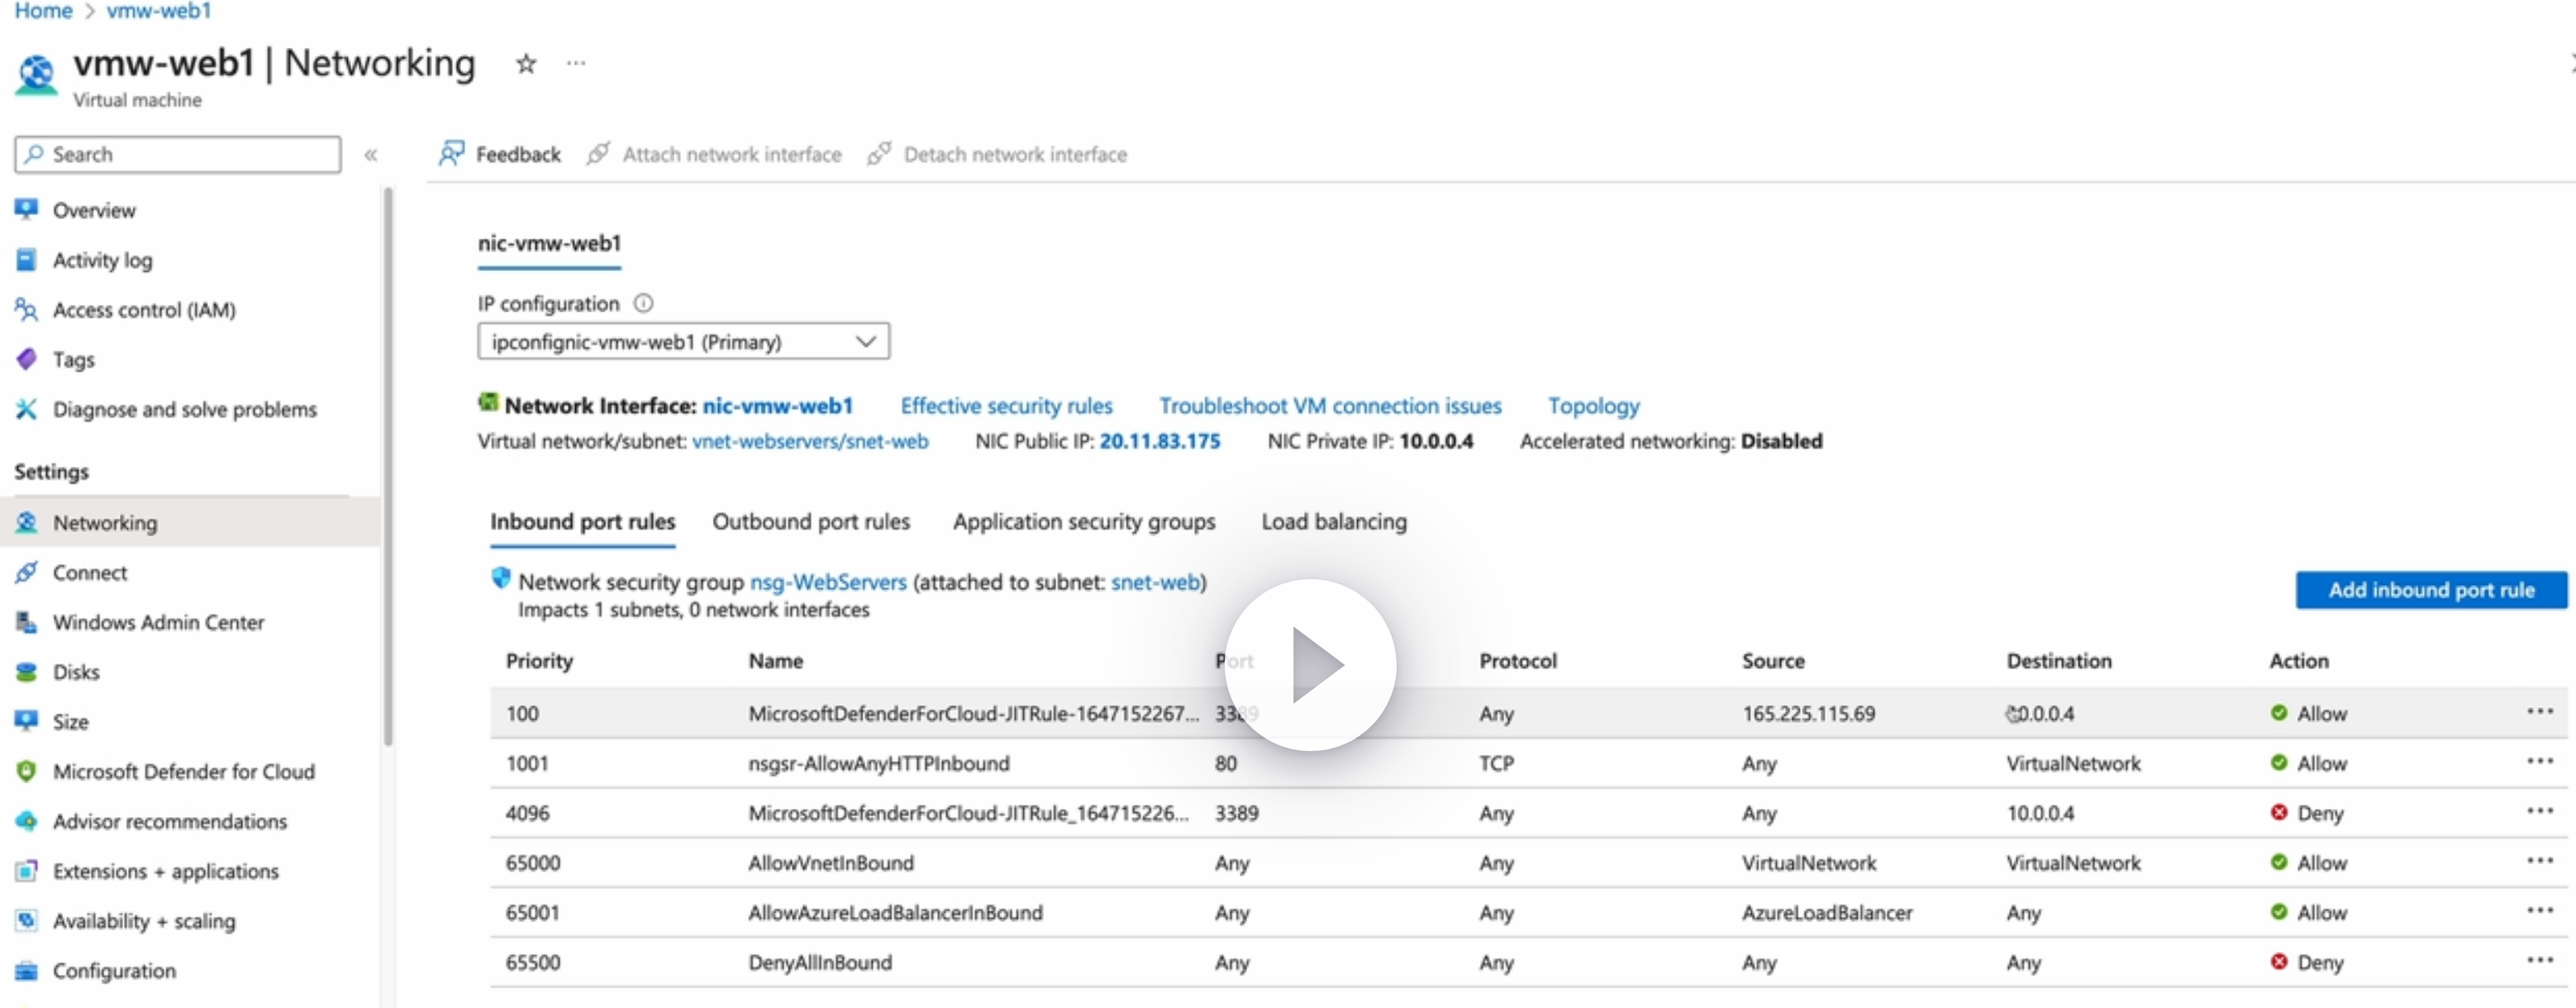 Home > vmw-web1
vmw-web1 | Networking ☆ ...
Virtual machine
Search «
Feedback Attach network interface Detach network interface
Overview
Activity log
Access control (IAM)
Tags
Diagnose and solve problems
Settings
Networking
Connect
Windows Admin Center
Disks
Size
Microsoft Defender for Cloud
Advisor recommendations
Extensions + applications
Availability + scaling
Configuration
nic-vmw-web1
IP configuration
ipconfignic-vmw-web1 (Primary)
Network Interface: nic-vmw-web1 Effective security rules Troubleshoot VM connection issues Topology
Virtual network/subnet: vnet-webservers/snet-web NIC Public IP: 20.11.83.175 NIC Private IP: 10.0.0.4 Accelerated networking: Disabled
Inbound port rules Outbound port rules Application security groups Load balancing
Network security group nsg-WebServers (attached to subnet: snet-web)
Impacts 1 subnets, 0 network interfaces
Add inbound port rule
Priority Name Port Protocol Source Destination Action
100 MicrosoftDefenderForCloud-JITRule-1647152267... 3389 Any 165.225.115.69 10.0.0.4 Allow ...
1001 nsgsr-AllowAnyHTTPInbound 80 TCP Any VirtualNetwork Allow ...
4096 MicrosoftDefenderForCloud-JITRule_164715226... 3389 Any Any 10.0.0.4 Deny ...
65000 AllowVnetInBound Any Any VirtualNetwork VirtualNetwork Allow ...
65001 AllowAzureLoadBalancerInBound Any Any AzureLoadBalancer Any Allow ...
65500 DenyAllInBound Any Any Any Any Deny ...